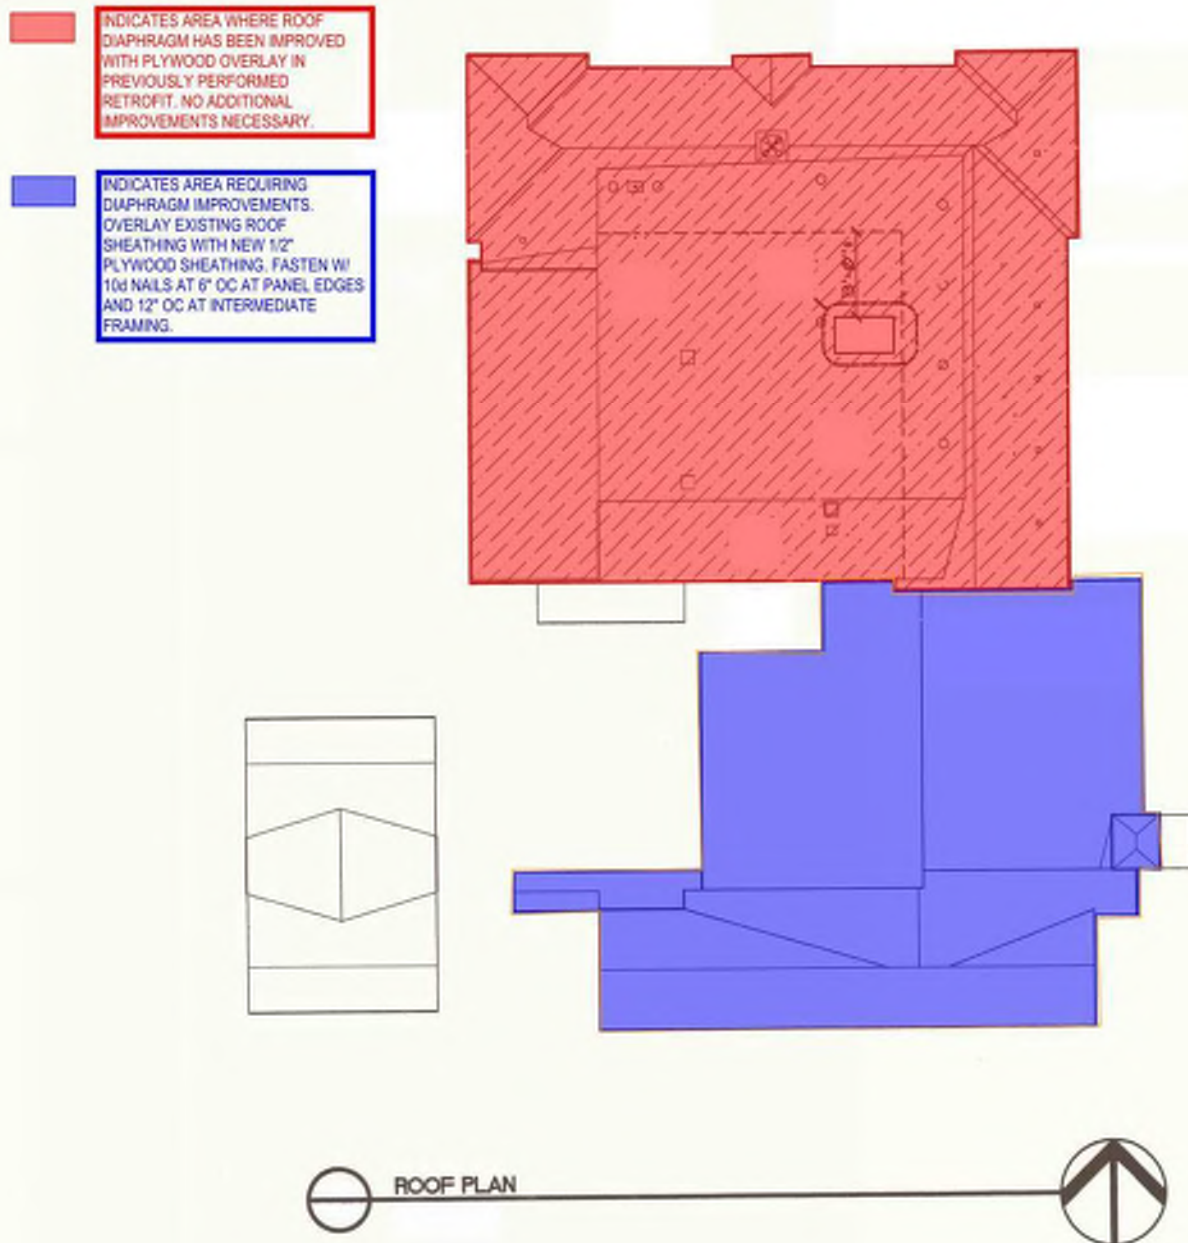 INDICATES AREA WHERE ROOF
DIAPHRAGM HAS BEEN IMPROVED
WITH PLYWOOD OVERLAY IN
PREVIOUSLY PERFORMED
RETROFIT. NO ADDITIONAL
IMPROVEMENTS NECESSARY.
INDICATES AREA REQUIRING
DIAPHRAGM IMPROVEMENTS.
OVERLAY EXISTING ROOF
SHEATHING WITH NEW 1/2"
PLYWOOD SHEATHING. FASTEN W/
10d NAILS AT 6" OC AT PANEL EDGES
AND 12" OC AT INTERMEDIATE
FRAMING.
ROOF PLAN